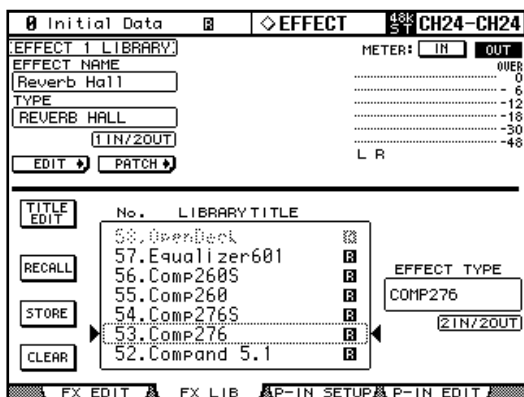 0 Initial Data R ◇EFFECT 48K ST CH24-CH24
EFFECT 1 LIBRARY
METER: IN OUT
EFFECT NAME
Reverb Hall
TYPE
REVERB HALL
1IN/2OUT
EDIT PATCH
OVER
0
- 6
-12
-18
-30
-48
L R
TITLE EDIT
RECALL
STORE
CLEAR
No. LIBRARY TITLE
58.OpenDeck R
57.Equalizer601 R
56.Comp260S R
55.Comp260 R
54.Comp276S R
53.Comp276 R
52.Compand 5.1 R
EFFECT TYPE
COMP276
2IN/2OUT
FX EDIT FX LIB P-IN SETUP P-IN EDIT